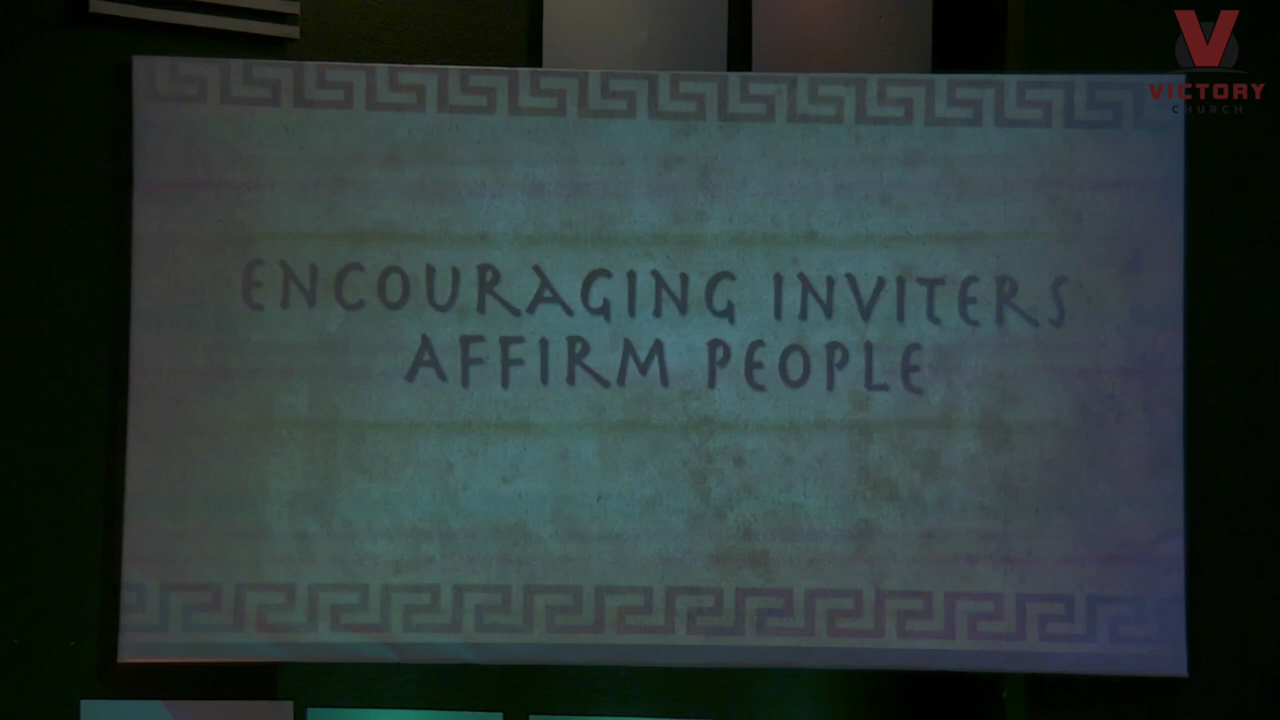 V
VICTORY
CHURCH
ENCOURAGING INVITERS
AFFIRM PEOPLE